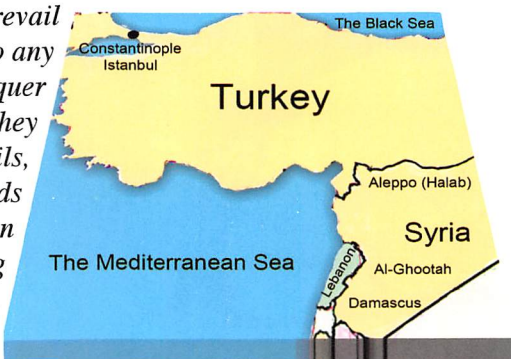 revail
o any
quer
hey
ils,
ds
n
g
The Black Sea
Constantinople
Istanbul
Turkey
Aleppo (Halab)
Syria
The Mediterranean Sea
Lebanon
Al-Ghootah
Damascus